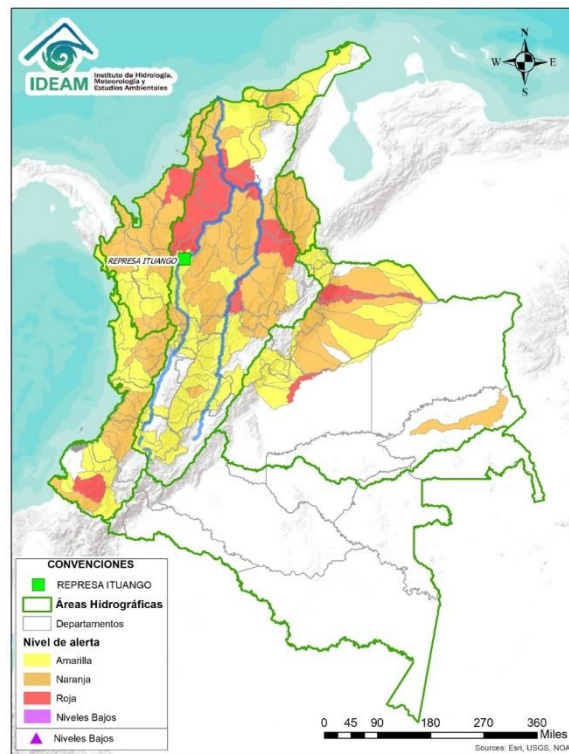 IDEAM
Instituto de Hidrología,
Meteorología y
Estudios Ambientales
N
W
E
S
REPRESA ITUANGO
CONVENCIONES
REPRESA ITUANGO
Áreas Hidrográficas
Departamentos
Nivel de alerta
Amarilla
Naranja
Roja
Niveles Bajos
Niveles Bajos
0 45 90 180 270 360
Miles
Sources: Esri, USGS, NOA